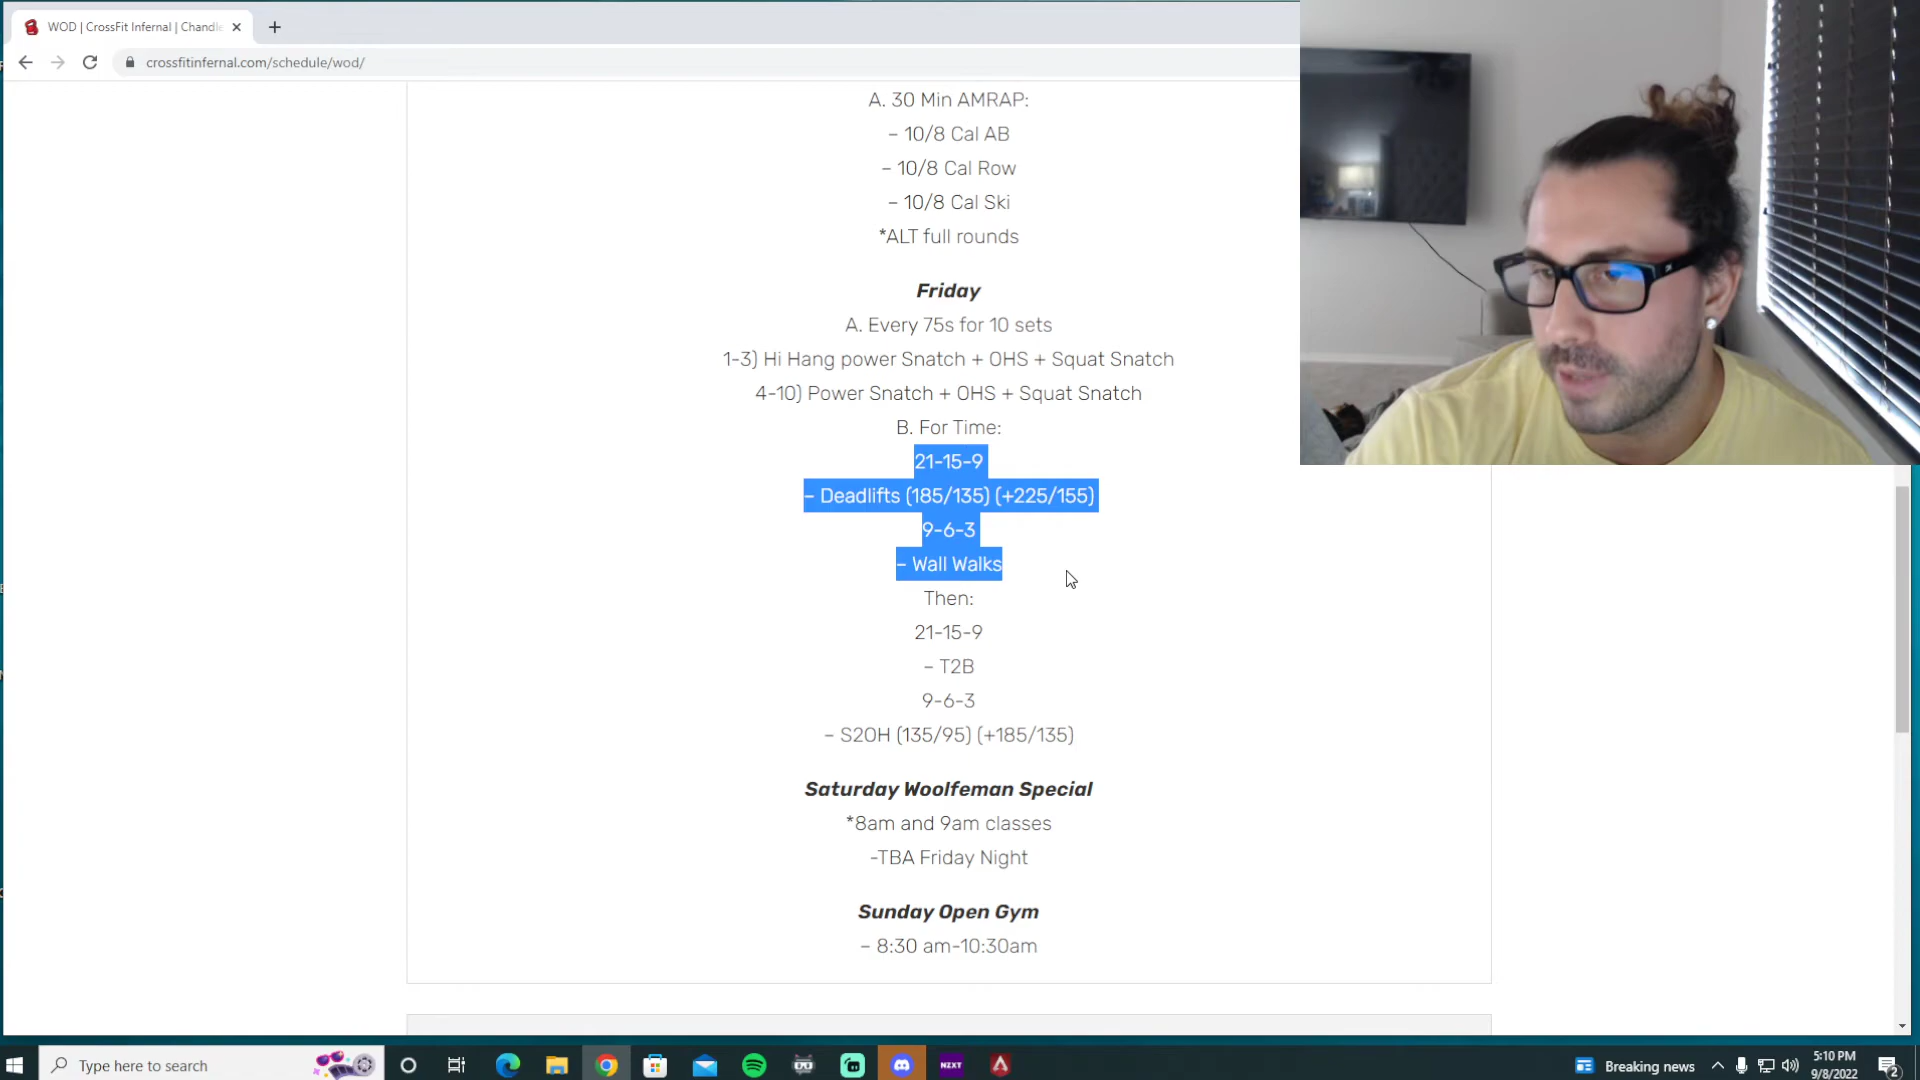 WOD | CrossFit Infernal | Chandle
crossfitinfernal.com/schedule/wod/
A. 30 Min AMRAP:
– 10/8 Cal AB
– 10/8 Cal Row
– 10/8 Cal Ski
*ALT full rounds
Friday
A. Every 75s for 10 sets
1-3) Hi Hang power Snatch + OHS + Squat Snatch
4-10) Power Snatch + OHS + Squat Snatch
B. For Time:
21-15-9
– Deadlifts (185/135) (+225/155)
9-6-3
– Wall Walks
Then:
21-15-9
– T2B
9-6-3
– S2OH (135/95) (+185/135)
Saturday Woolfeman Special
*8am and 9am classes
-TBA Friday Night
Sunday Open Gym
– 8:30 am-10:30am
Type here to search
NZXT
Breaking news
5:10 PM
9/8/2022
2